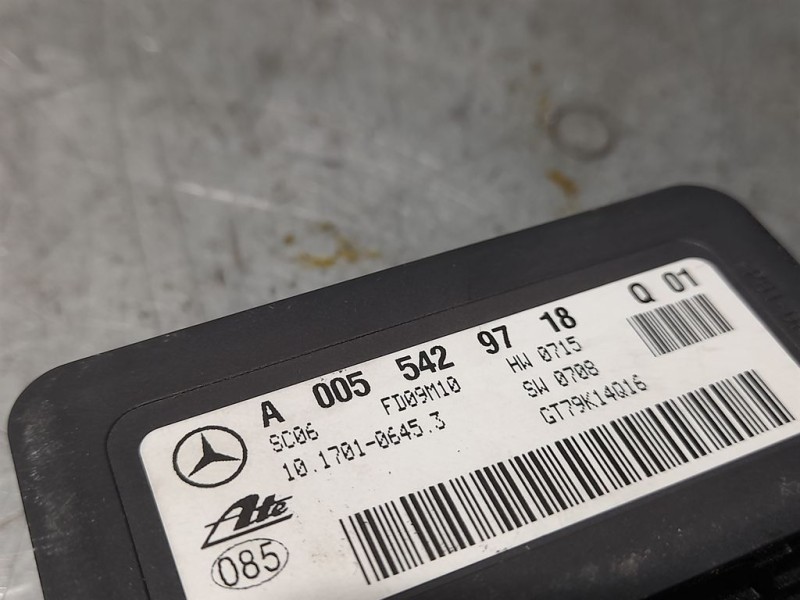 A 005 542 97 18 Q 01
SC06 FD09M10 HW 0715
10.1701-0645.3 SW 0708
GT79K14Q16
Ate
085